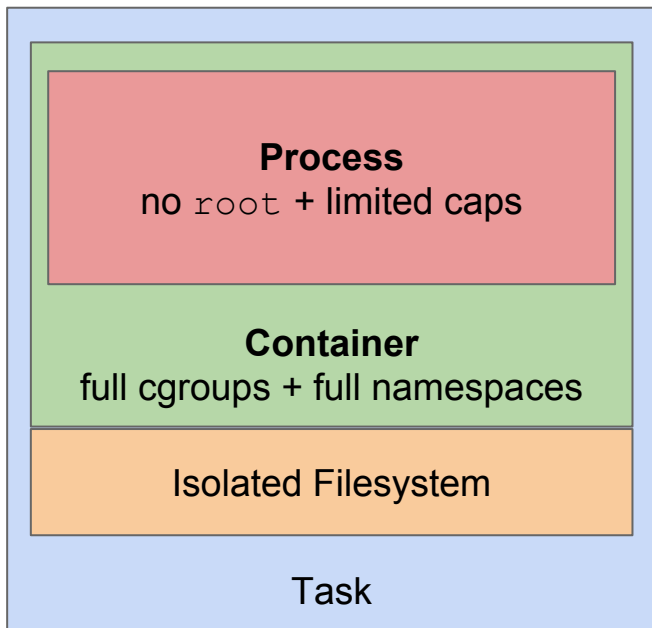 Process
no root + limited caps
Container
full cgroups + full namespaces
Isolated Filesystem
Task